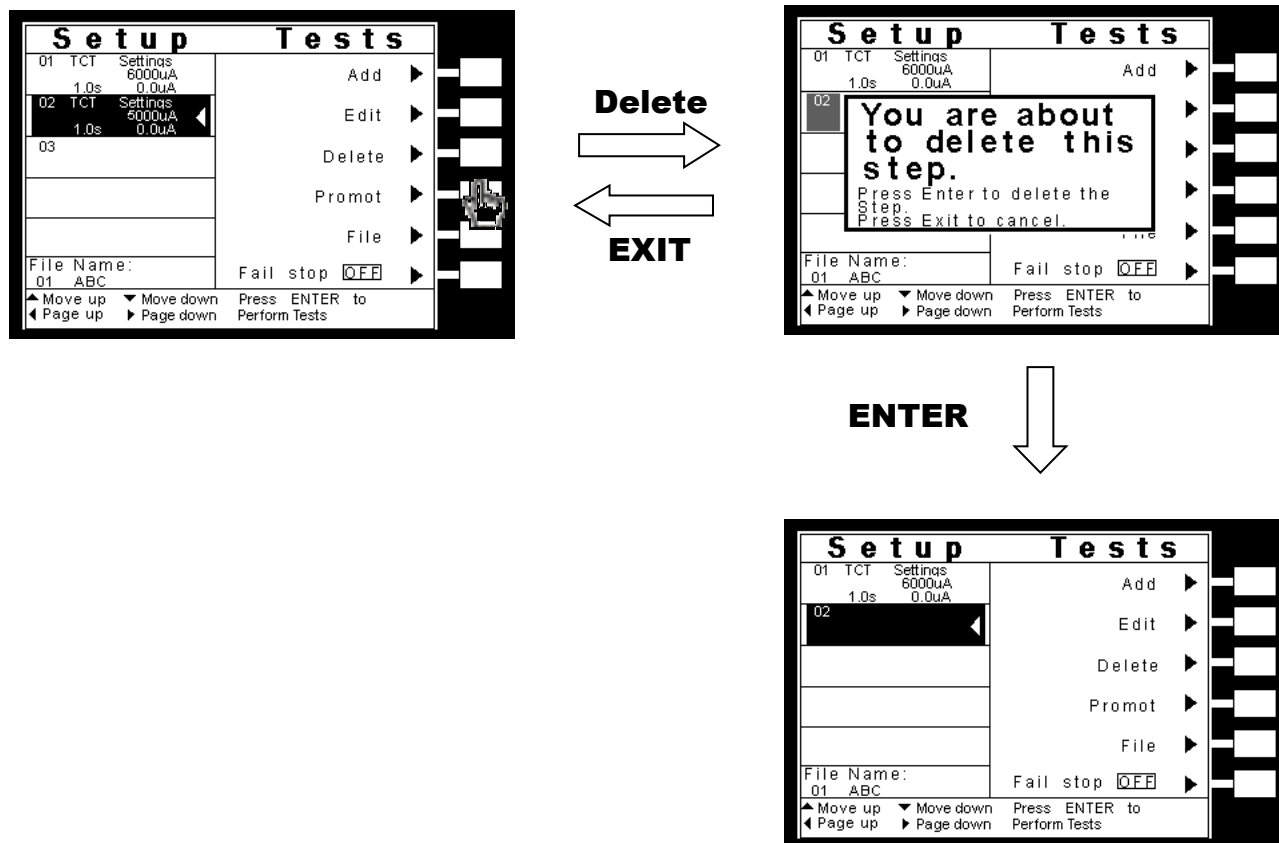 Setup Tests
01 TCT Settings
6000uA
1.0s 0.0uA
02 TCT Settings
5000uA
1.0s 0.0uA
03
Add
Edit
Delete
Promot
File
File Name:
01 ABC
Fail stop OFF
Move up Move down Press ENTER to
Page up Page down Perform Tests
Delete
EXIT
Setup Tests
01 TCT Settings
6000uA
1.0s 0.0uA
Add
02
You are about
to delete this
step.
Press Enter to delete the
Step.
Press Exit to cancel.
File Name:
01 ABC
Fail stop OFF
Move up Move down Press ENTER to
Page up Page down Perform Tests
ENTER
Setup Tests
01 TCT Settings
6000uA
1.0s 0.0uA
02
Add
Edit
Delete
Promot
File
File Name:
01 ABC
Fail stop OFF
Move up Move down Press ENTER to
Page up Page down Perform Tests